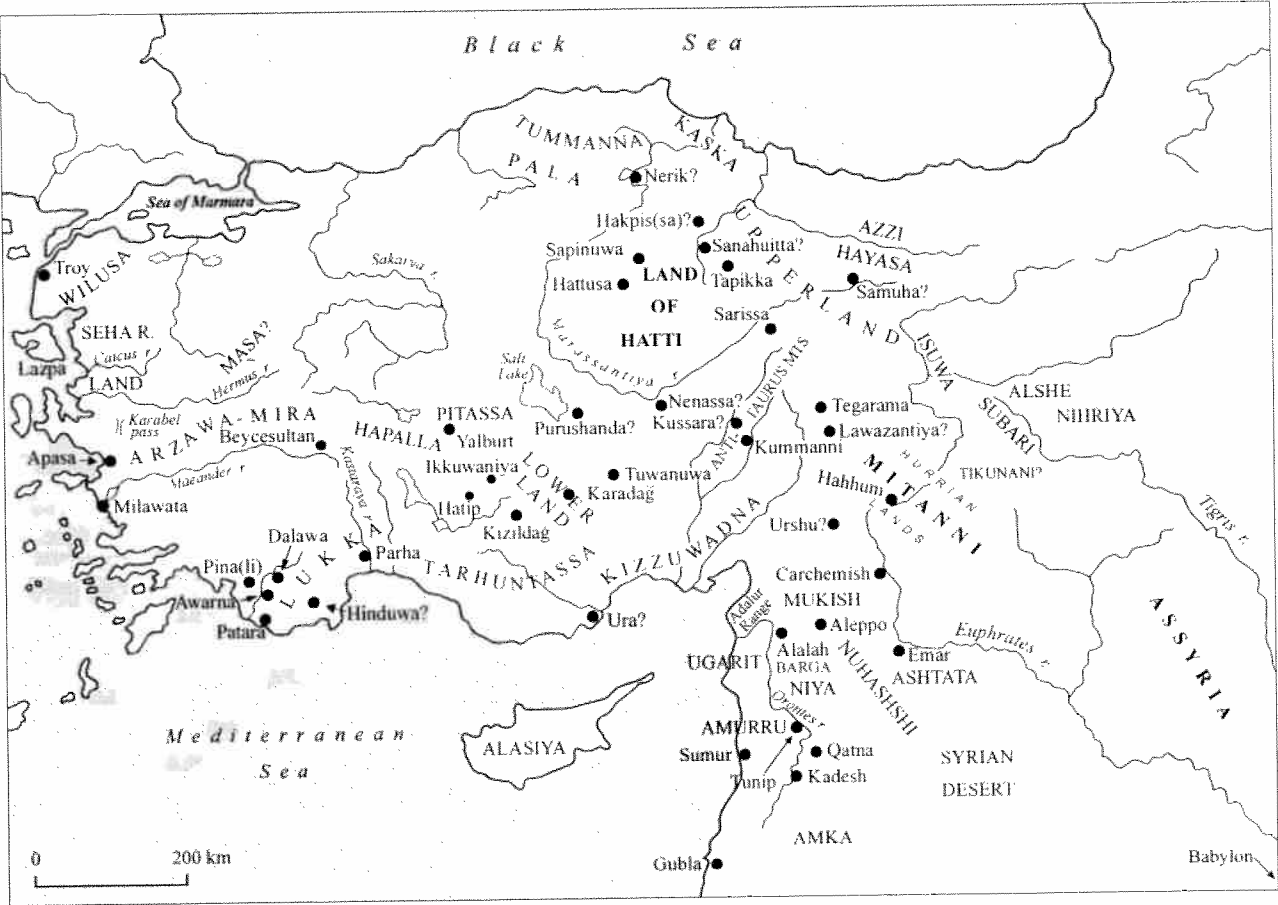 Black Sea
TUMMANNA
KASKA
PALA
Nerik?
Sea of Marmara
Hakpis(sa)?
UPPER LAND
AZZI
HAYASA
Sapinuwa
Sanahuitta?
Troy
WILUSA
Sakarya r.
Hattusa
LAND
OF
HATTI
Tapikka
Samuha?
Sarissa
SEHA R.
LAND
Caicus r.
MASA?
Lazpa
Hermus r.
Marassantiya r.
Salt
Lake
ISUWA
ALSHE
NIHRIYA
SUBARI
Karabel
pass
ARZAWA-MIRA
Beycesultan
HAPALLA
PITASSA
Yalburt
Purushanda?
Nenassa?
Kussara?
ANTI-TAURUS MTS
Tegarama
Lawazantiya?
Kummanni
Apasa
Maeander r.
Kastaraya r.
Ikkuwaniya
LOWER
LAND
Tuwanuwa
Karadağ
HURRIAN
LANDS
MITANNI
TIKUNANI?
Hahhum
Milawata
Hatip
Kızıldağ
Urshu?
Tigris r.
Dalawa
Pina(li)
LUKKA
Parha
TARHUNTASSA
KIZZUWADNA
Carchemish
MUKISH
Awarna
Patara
Hinduwa?
Ura?
Adalur
Range
Aleppo
Alalah
BARGA
NIYA
NUHASHSHI
Emar
ASHTATA
Euphrates r.
ASSYRIA
UGARIT
Orontes r
Mediterranean
Sea
ALASIYA
AMURRU
Sumur
Tunip
Qatna
Kadesh
SYRIAN
DESERT
AMKA
0 200 km
Gubla
Babylon